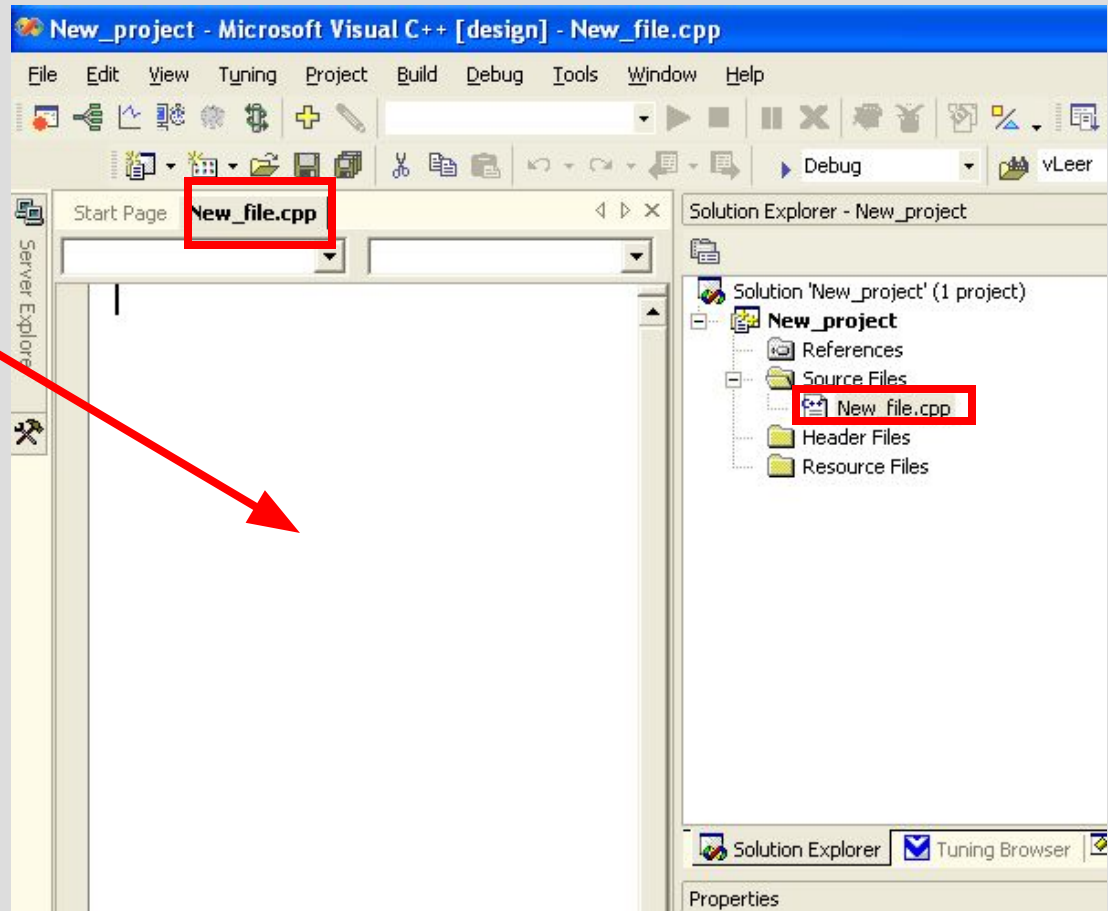 New_project - Microsoft Visual C++ [design] - New_file.cpp
File Edit View Tuning Project Build Debug Tools Window Help
Debug vLeer
Start Page New_file.cpp
Server Explorer
Solution Explorer - New_project
Solution 'New_project' (1 project)
New_project
References
Source Files
New_file.cpp
Header Files
Resource Files
Solution Explorer Tuning Browser
Properties